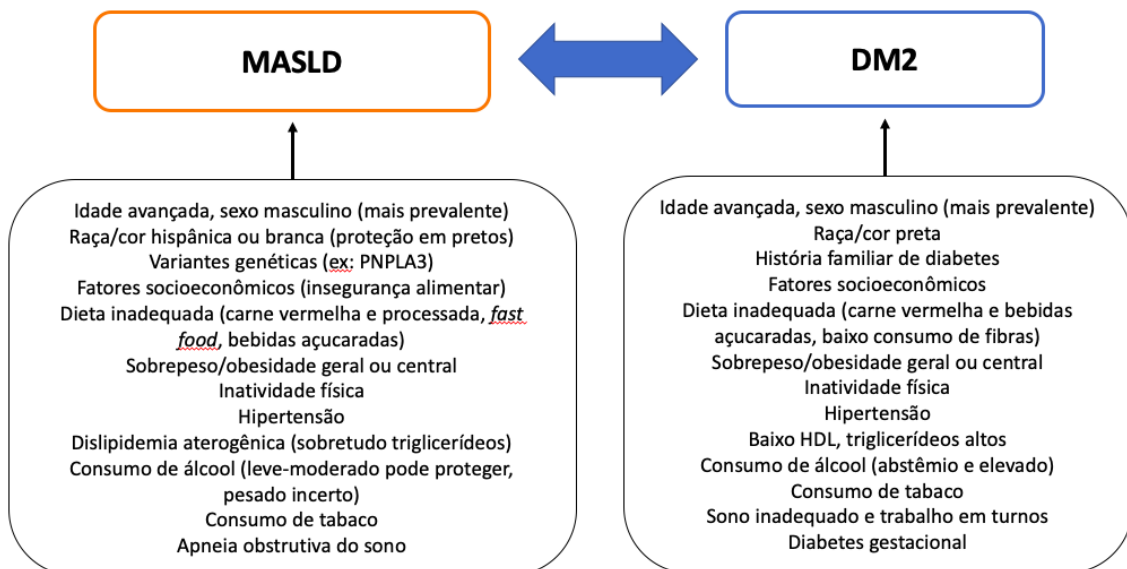 MASLD
DM2
Idade avançada, sexo masculino (mais prevalente)
Raça/cor hispânica ou branca (proteção em pretos)
Variantes genéticas (ex: PNPLA3)
Fatores socioeconômicos (insegurança alimentar)
Dieta inadequada (carne vermelha e processada, fast
food, bebidas açucaradas)
Sobrepeso/obesidade geral ou central
Inatividade física
Hipertensão
Dislipidemia aterogênica (sobretudo triglicerídeos)
Consumo de álcool (leve-moderado pode proteger,
pesado incerto)
Consumo de tabaco
Apneia obstrutiva do sono
Idade avançada, sexo masculino (mais prevalente)
Raça/cor preta
História familiar de diabetes
Fatores socioeconômicos
Dieta inadequada (carne vermelha e bebidas
açucaradas, baixo consumo de fibras)
Sobrepeso/obesidade geral ou central
Inatividade física
Hipertensão
Baixo HDL, triglicerídeos altos
Consumo de álcool (abstêmio e elevado)
Consumo de tabaco
Sono inadequado e trabalho em turnos
Diabetes gestacional